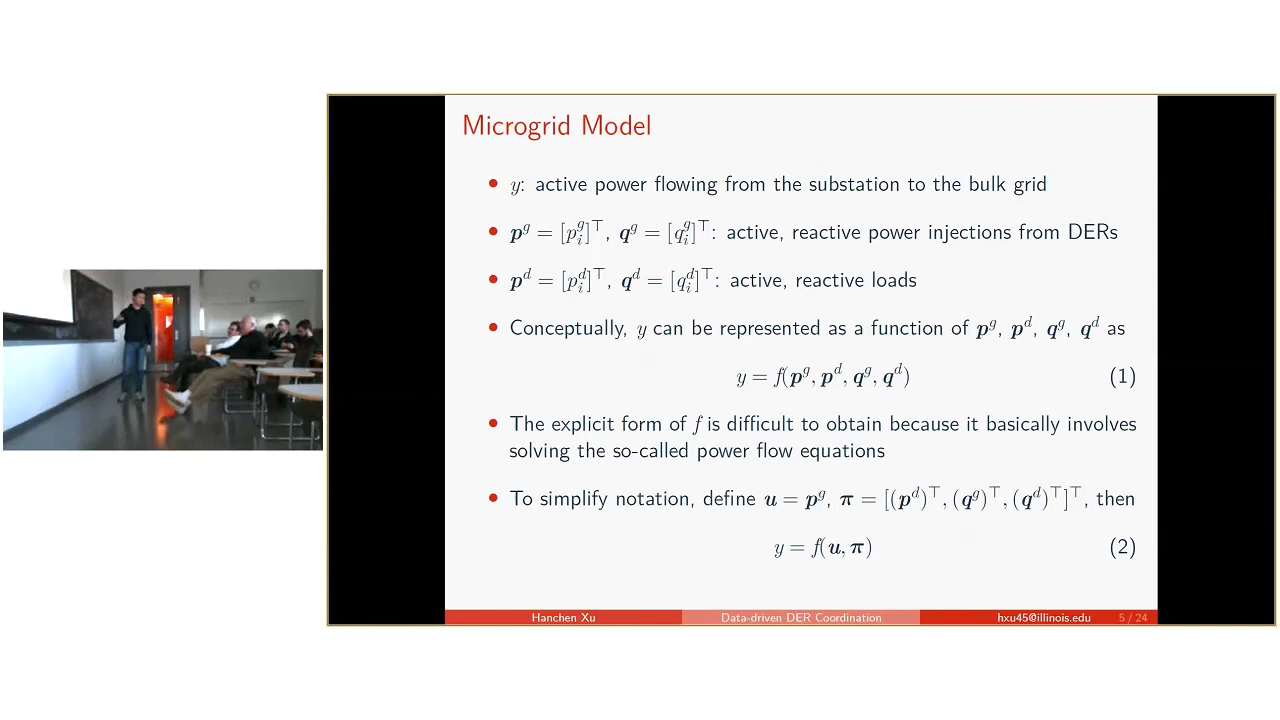 Microgrid Model
• y: active power flowing from the substation to the bulk grid
• p^g = [p_i^g]^⊤, q^g = [q_i^g]^⊤: active, reactive power injections from DERs
• p^d = [p_i^d]^⊤, q^d = [q_i^d]^⊤: active, reactive loads
• Conceptually, y can be represented as a function of p^g, p^d, q^g, q^d as
y = f(p^g, p^d, q^g, q^d) (1)
• The explicit form of f is difficult to obtain because it basically involves
solving the so-called power flow equations
• To simplify notation, define u = p^g, π = [(p^d)^⊤, (q^g)^⊤, (q^d)^⊤]^⊤, then
y = f(u, π) (2)
Hanchen Xu Data-driven DER Coordination hxu45@illinois.edu 5 / 24